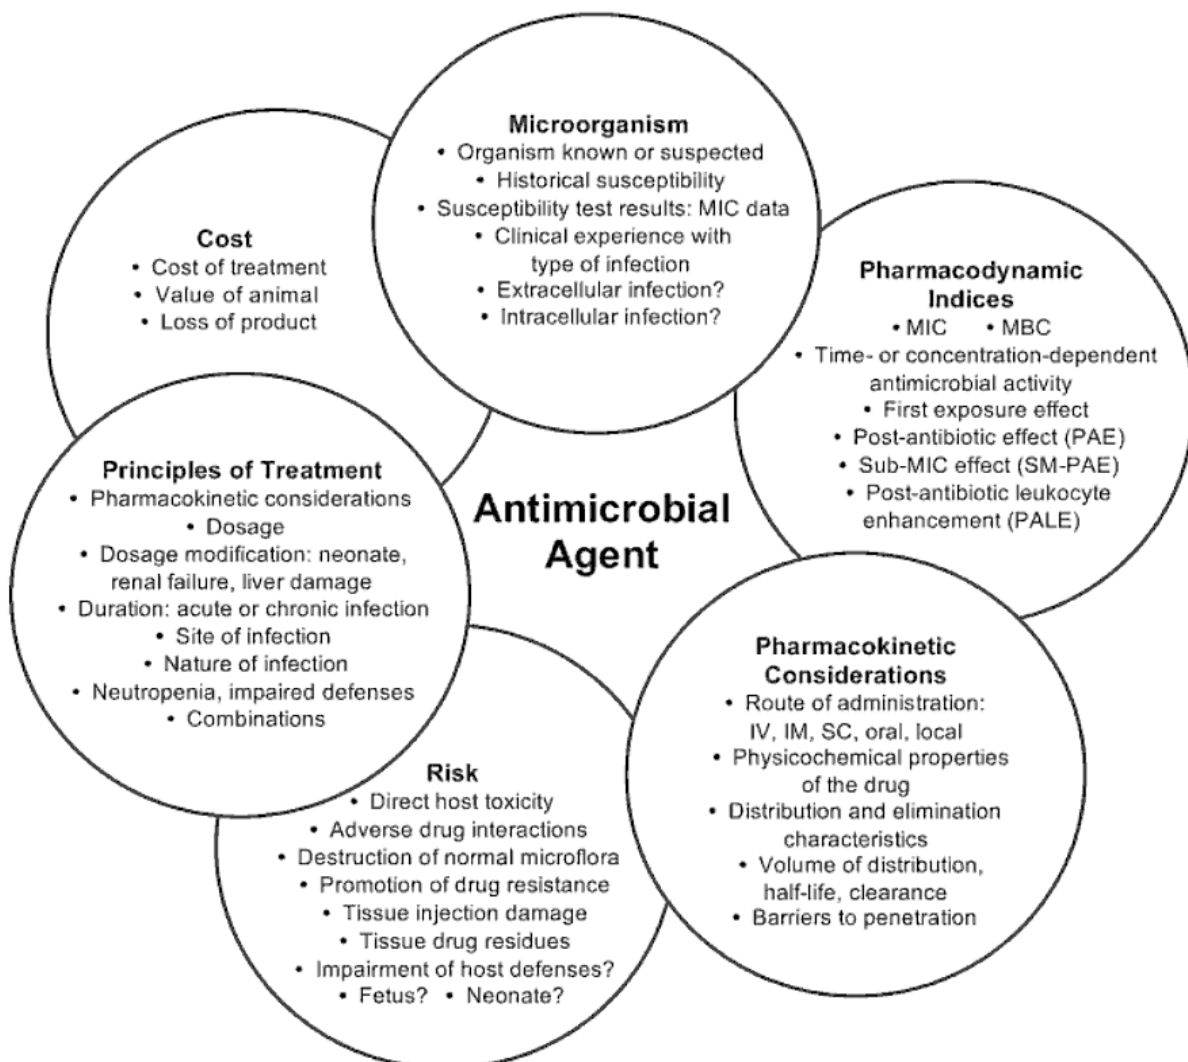 Microorganism
• Organism known or suspected
• Historical susceptibility
• Susceptibility test results: MIC data
• Clinical experience with
type of infection
• Extracellular infection?
• Intracellular infection?
Cost
• Cost of treatment
• Value of animal
• Loss of product
Pharmacodynamic
Indices
• MIC • MBC
• Time- or concentration-dependent
antimicrobial activity
• First exposure effect
• Post-antibiotic effect (PAE)
• Sub-MIC effect (SM-PAE)
• Post-antibiotic leukocyte
enhancement (PALE)
Principles of Treatment
• Pharmacokinetic considerations
• Dosage
• Dosage modification: neonate,
renal failure, liver damage
• Duration: acute or chronic infection
• Site of infection
• Nature of infection
• Neutropenia, impaired defenses
• Combinations
Antimicrobial
Agent
Pharmacokinetic
Considerations
• Route of administration:
IV, IM, SC, oral, local
• Physicochemical properties
of the drug
• Distribution and elimination
characteristics
• Volume of distribution,
half-life, clearance
• Barriers to penetration
Risk
• Direct host toxicity
• Adverse drug interactions
• Destruction of normal microflora
• Promotion of drug resistance
• Tissue injection damage
• Tissue drug residues
• Impairment of host defenses?
• Fetus? • Neonate?